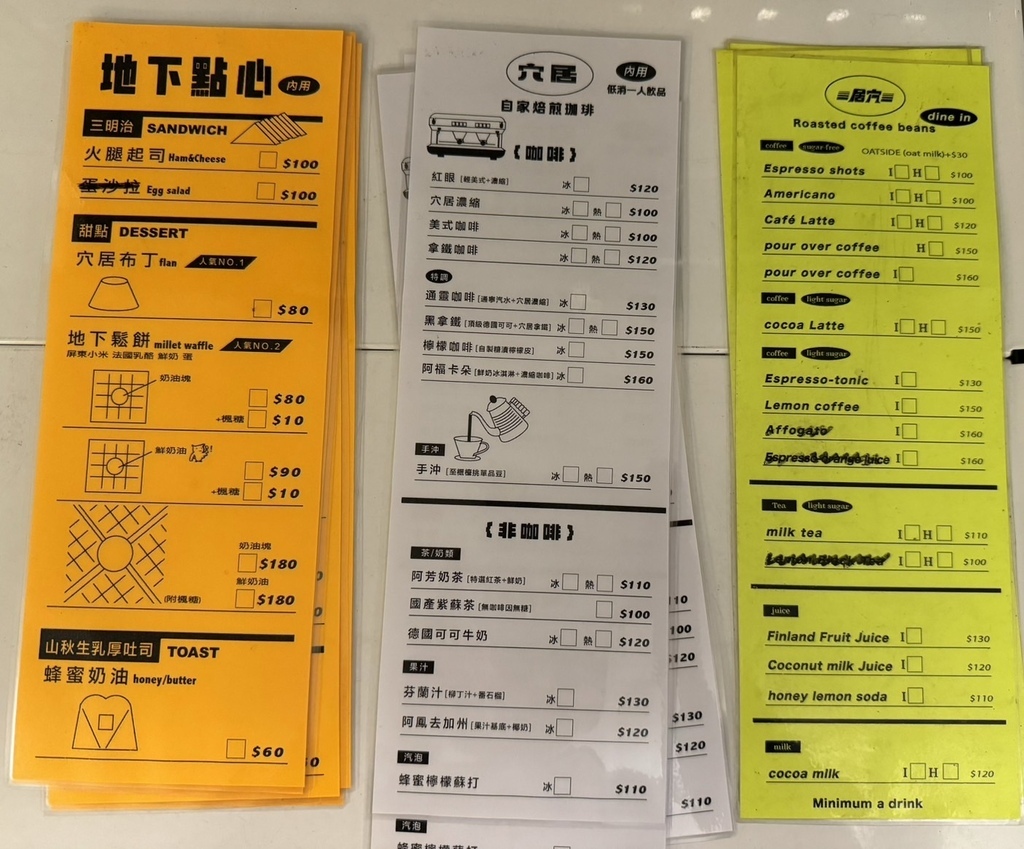 地下點心 內用
三明治 SANDWICH
火腿起司 Ham&Cheese $100
蛋沙拉 Egg salad $100
甜點 DESSERT
穴居布丁 flan 人氣NO.1
$80
地下鬆餅 millet waffle 人氣NO.2
屏東小米 法國乳酪 鮮奶 蛋
奶油塊
$80
+楓糖 $10
鮮奶油
$90
+楓糖 $10
奶油塊
$180
鮮奶油
(附楓糖) $180
山秋生乳厚吐司 TOAST
蜂蜜奶油 honey/butter
$60
穴居 內用
低消一人飲品
自家焙煎珈琲
《咖啡》
紅眼 [輕美式+濃縮] 冰 $120
穴居濃縮 冰 熱 $100
美式咖啡 冰 熱 $100
拿鐵咖啡 冰 熱 $120
特調
通靈咖啡 [通寧汽水+穴居濃縮] 冰 $130
黑拿鐵 [頂級德國可可+穴居拿鐵] 冰 熱 $150
檸檬咖啡 [自製糖漬檸檬皮] 冰 $150
阿福卡朵 [鮮奶冰淇淋+濃縮咖啡] 冰 $160
手沖
手沖 [至櫃檯挑單品豆] 冰 熱 $150
《非咖啡》
茶/奶類
阿芳奶茶 [特選紅茶+鮮奶] 冰 熱 $110
國產紫蘇茶 [無咖啡因無糖] $100
德國可可牛奶 冰 熱 $120
果汁
芬蘭汁 [柳丁汁+番石榴] 冰 $130
阿鳳去加州 [果汁基底+椰奶] 冰 $120
汽泡
蜂蜜檸檬蘇打 冰 $110
汽泡
蜂蜜檸檬蘇打
10
100
$120
$130
$120
$110
居穴
dine in
Roasted coffee beans
coffee sugar free OATSIDE (oat milk)+$30
Espresso shots I H $100
Americano I H $100
Café Latte I H $120
pour over coffee H $150
pour over coffee I $160
coffee light sugar
cocoa Latte I H $150
coffee light sugar
Espresso-tonic I $130
Lemon coffee I $150
Affogato I $160
Espresso orange juice I $160
Tea light sugar
milk tea I H $110
I H $100
juice
Finland Fruit Juice I $130
Coconut milk Juice I $120
honey lemon soda I $110
milk
cocoa milk I H $120
Minimum a drink